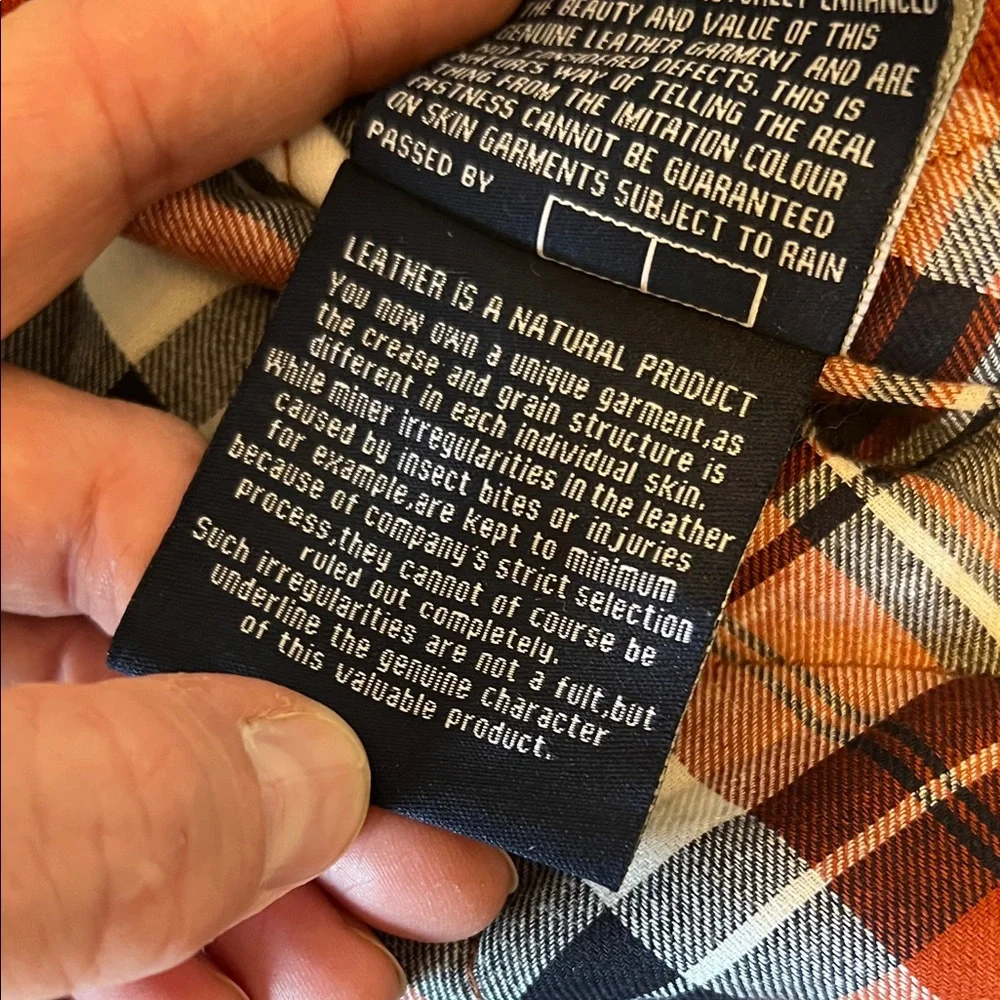 ENHANCED
THE BEAUTY AND VALUE OF THIS
GENUINE LEATHER GARMENT AND ARE
NOT CONSIDERED DEFECTS. THIS IS
NATURES WAY OF TELLING THE REAL
THING FROM THE IMITATION COLOUR
FASTNESS CANNOT BE GUARANTEED
ON SKIN GARMENTS SUBJECT TO RAIN
PASSED BY
LEATHER IS A NATURAL PRODUCT
You now own a unique garment,as
the crease and grain structure is
different in each individual skin.
While miner irregularities in the leather
caused by insect bites or injuries
for example,are kept to minimum
because of company's strict selection
process,they cannot of course be
ruled out completely.
Such irregularities are not a fult,but
underline the genuine character
of this valuable product.